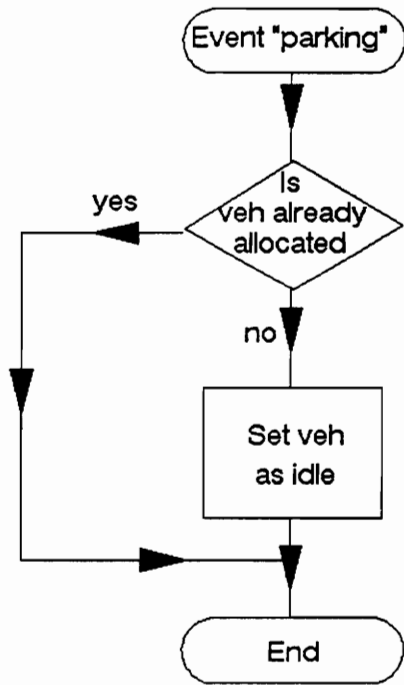 Event "parking"
Is
veh already
allocated
yes
no
Set veh
as idle
End